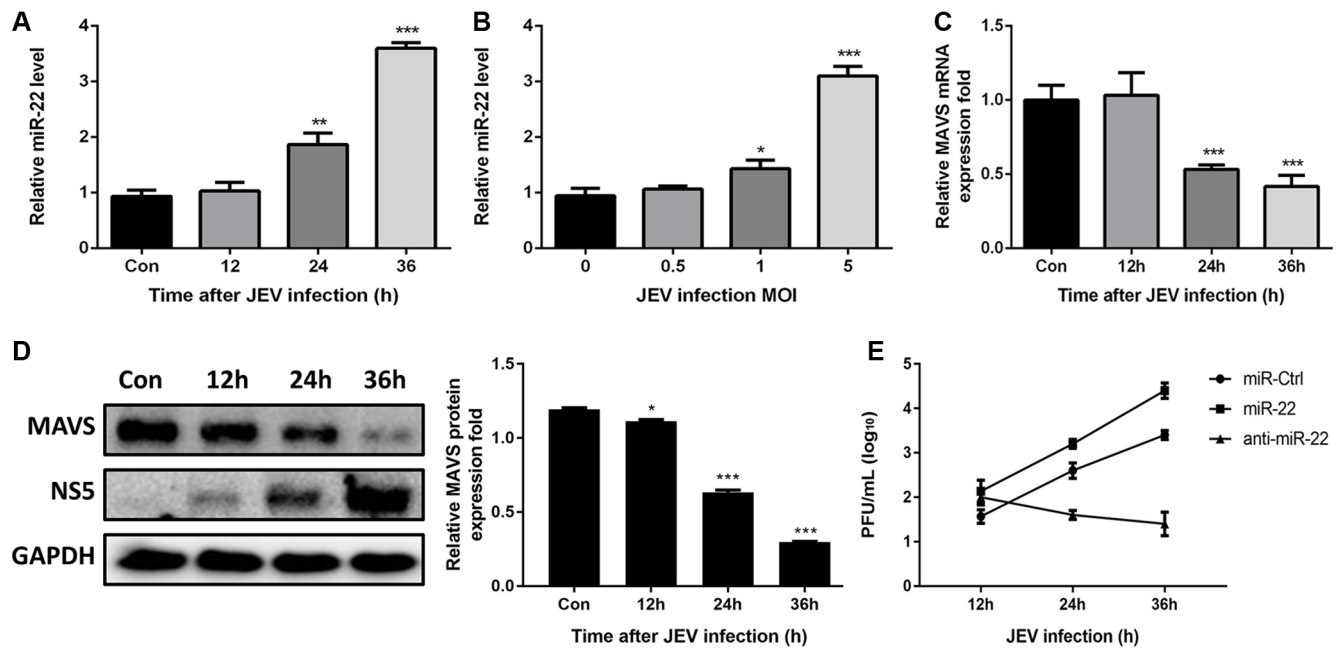 A
Relative miR-22 level
4
3
2
1
0
**
***
Con
12
24
36
Time after JEV infection (h)
B
Relative miR-22 level
4
3
2
1
0
*
***
0
0.5
1
5
JEV infection MOI
C
Relative MAVS mRNA
expression fold
1.5
1.0
0.5
0.0
***
***
Con
12h
24h
36h
Time after JEV infection (h)
D
Con
12h
24h
36h
MAVS
NS5
GAPDH
Relative MAVS protein
expression fold
1.5
1.0
0.5
0.0
*
***
***
Con
12h
24h
36h
Time after JEV infection (h)
E
PFU/mL (log10)
5
4
3
2
1
0
12h
24h
36h
JEV infection (h)
miR-Ctrl
miR-22
anti-miR-22